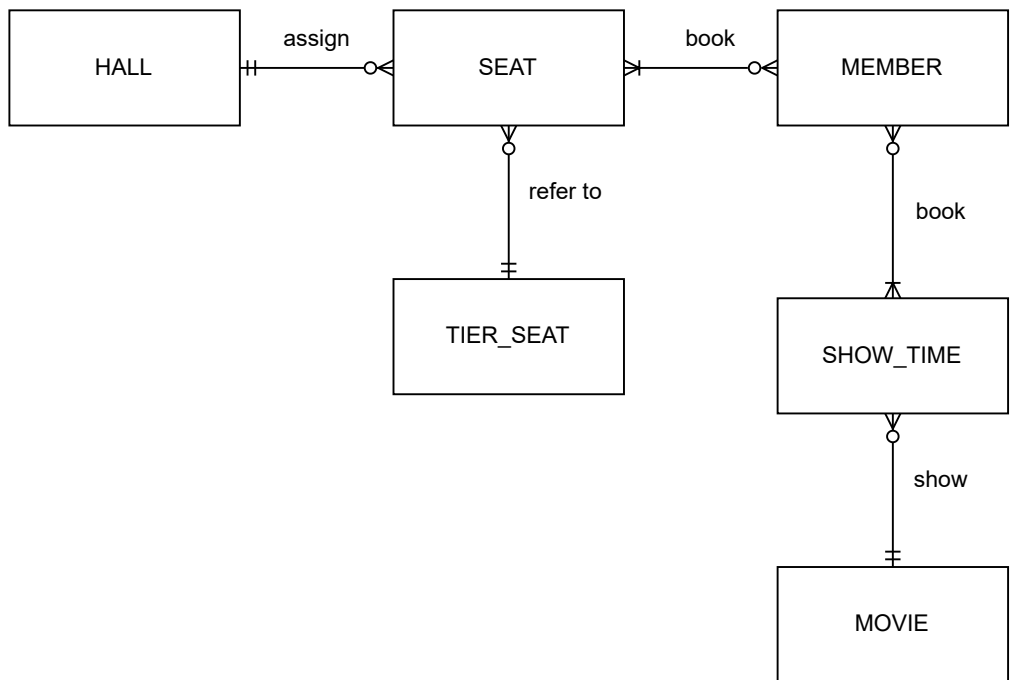 HALL
assign
SEAT
book
MEMBER
refer to
book
TIER_SEAT
SHOW_TIME
show
MOVIE